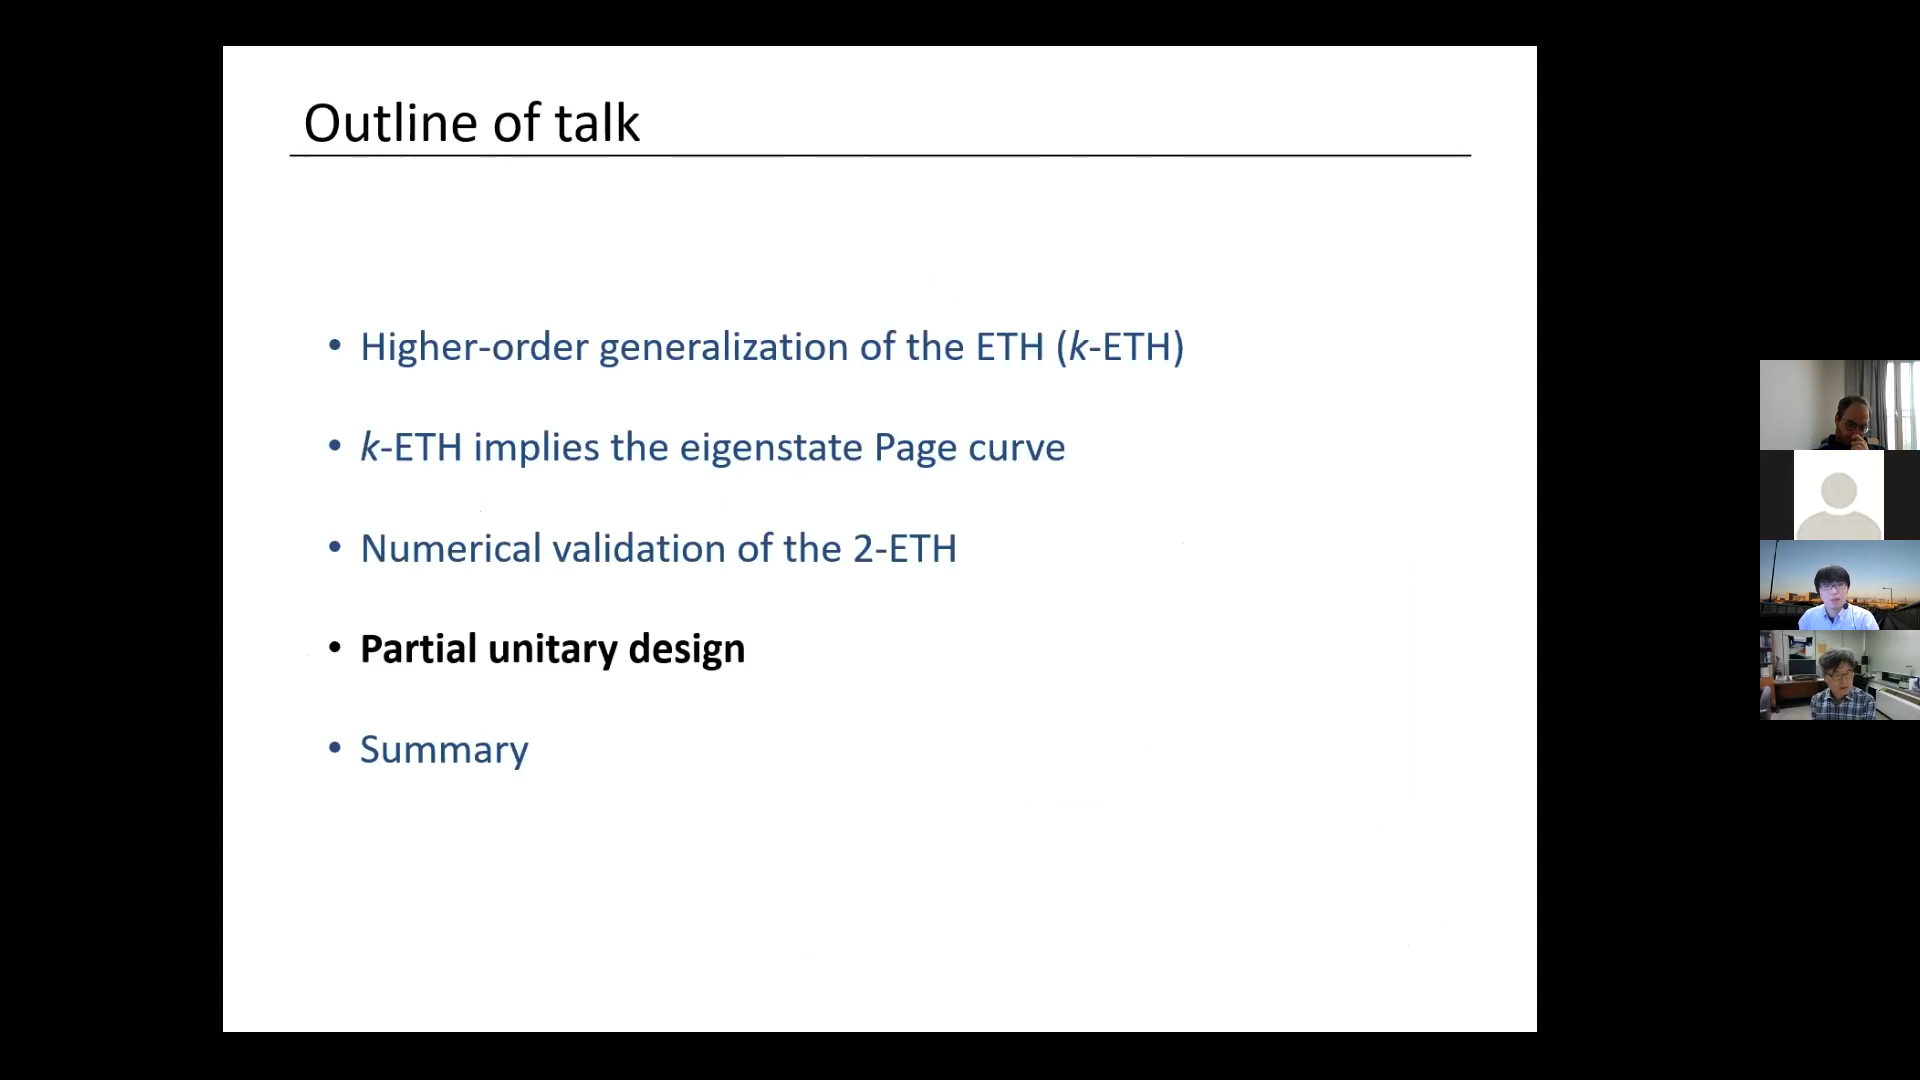 Outline of talk
• Higher-order generalization of the ETH (k-ETH)
• k-ETH implies the eigenstate Page curve
• Numerical validation of the 2-ETH
• Partial unitary design
• Summary